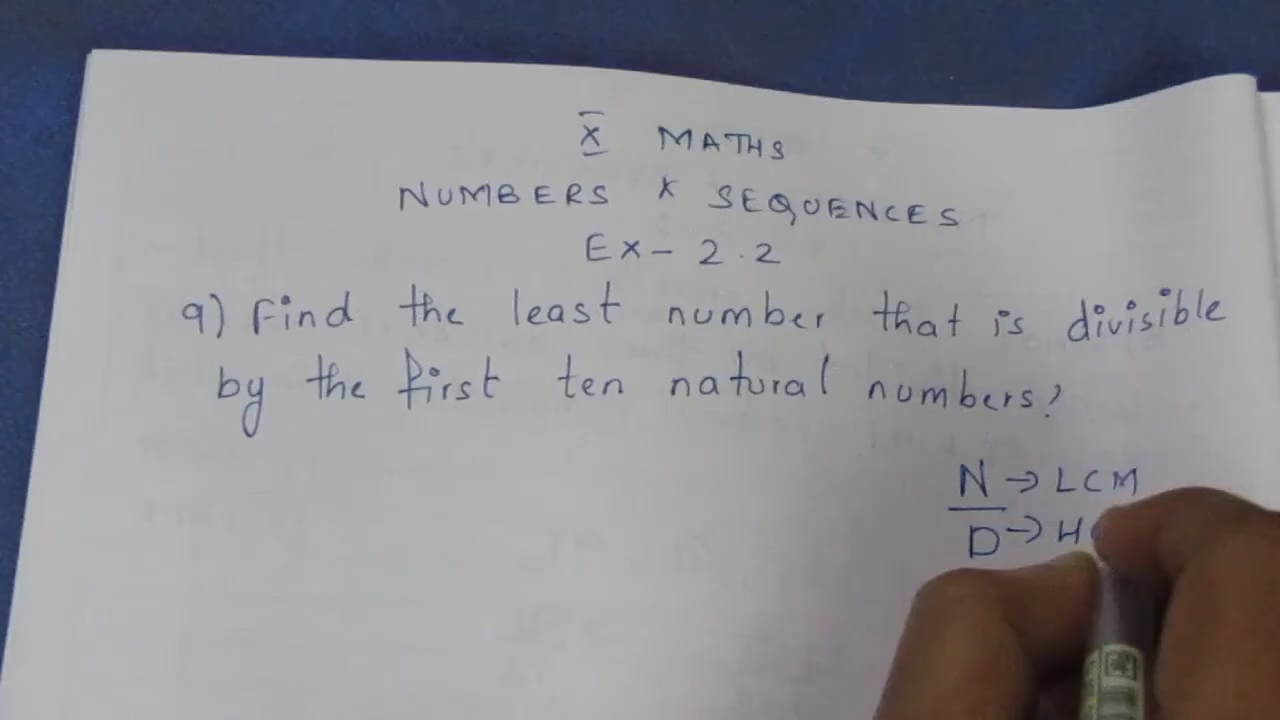 X MATHS
NUMBERS & SEQUENCES
Ex- 2.2
9) Find the least number that is divisible
by the first ten natural numbers?
N → LCM
D → H